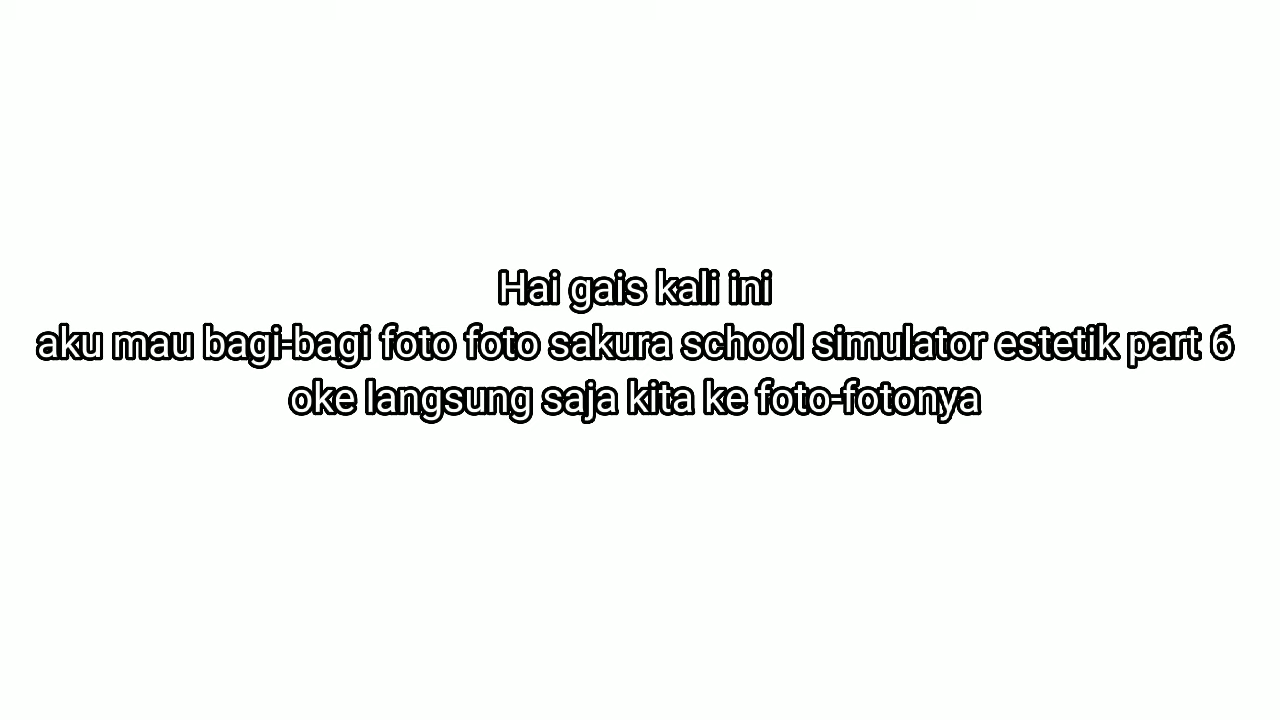 Hai gais kali ini
aku mau bagi-bagi foto foto sakura school simulator estetik part 6
oke langsung saja kita ke foto-fotonya